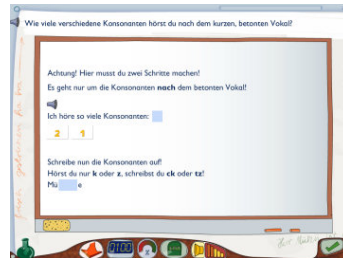 Wie viele verschiedene Konsonanten hörst du nach dem kurzen, betonten Vokal?
Achtung! Hier musst du zwei Schritte machen!
Es geht nur um die Konsonanten nach dem betonten Vokal!
Ich höre so viele Konsonanten:
2 1
Schreibe nun die Konsonanten auf!
Hörst du nur k oder z, schreibst du ck oder tz!
Mü e
0100